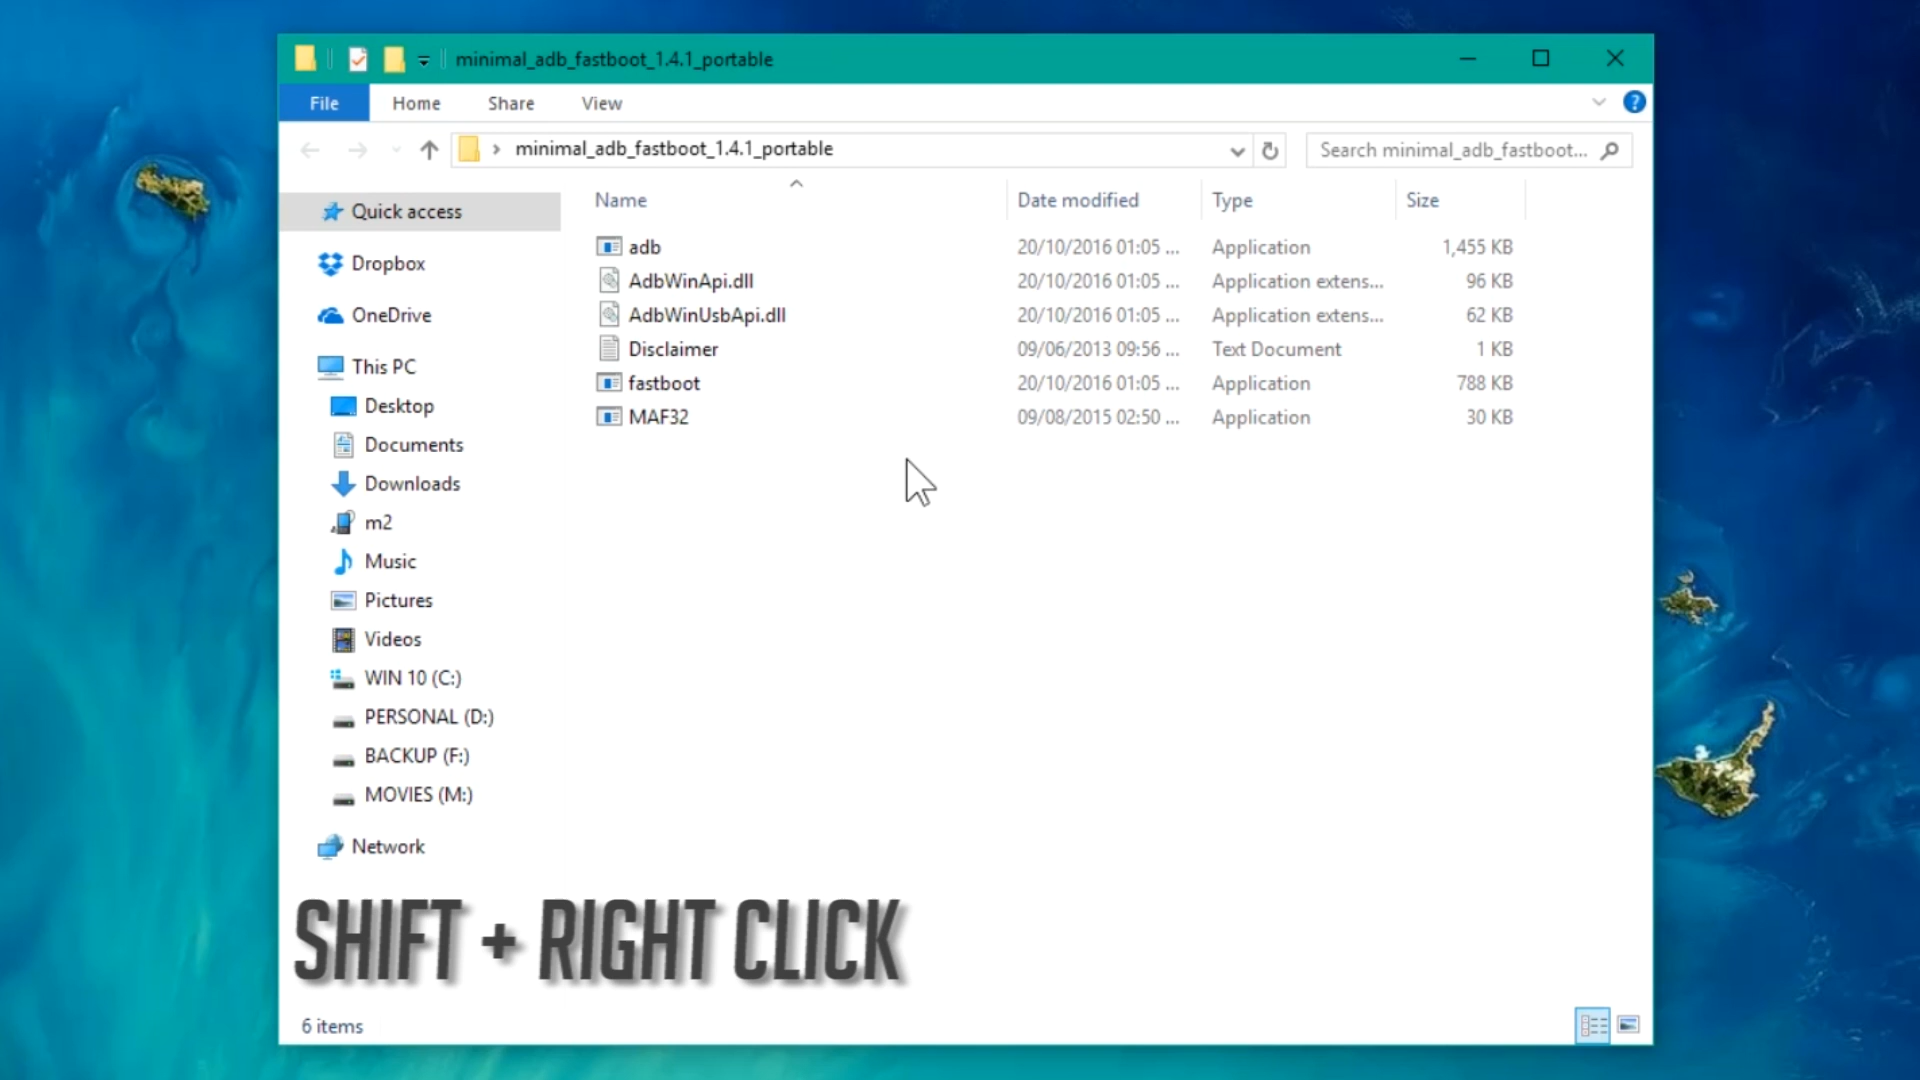 minimal_adb_fastboot_1.4.1_portable
File Home Share View
minimal_adb_fastboot_1.4.1_portable
Search minimal_adb_fastboot...
Name Date modified Type Size
adb 20/10/2016 01:05 ... Application 1,455 KB
AdbWinApi.dll 20/10/2016 01:05 ... Application extens... 96 KB
AdbWinUsbApi.dll 20/10/2016 01:05 ... Application extens... 62 KB
Disclaimer 09/06/2013 09:56 ... Text Document 1 KB
fastboot 20/10/2016 01:05 ... Application 788 KB
MAF32 09/08/2015 02:50 ... Application 30 KB
Quick access
Dropbox
OneDrive
This PC
Desktop
Documents
Downloads
m2
Music
Pictures
Videos
WIN 10 (C:)
PERSONAL (D:)
BACKUP (F:)
MOVIES (M:)
Network
SHIFT + RIGHT CLICK
6 items